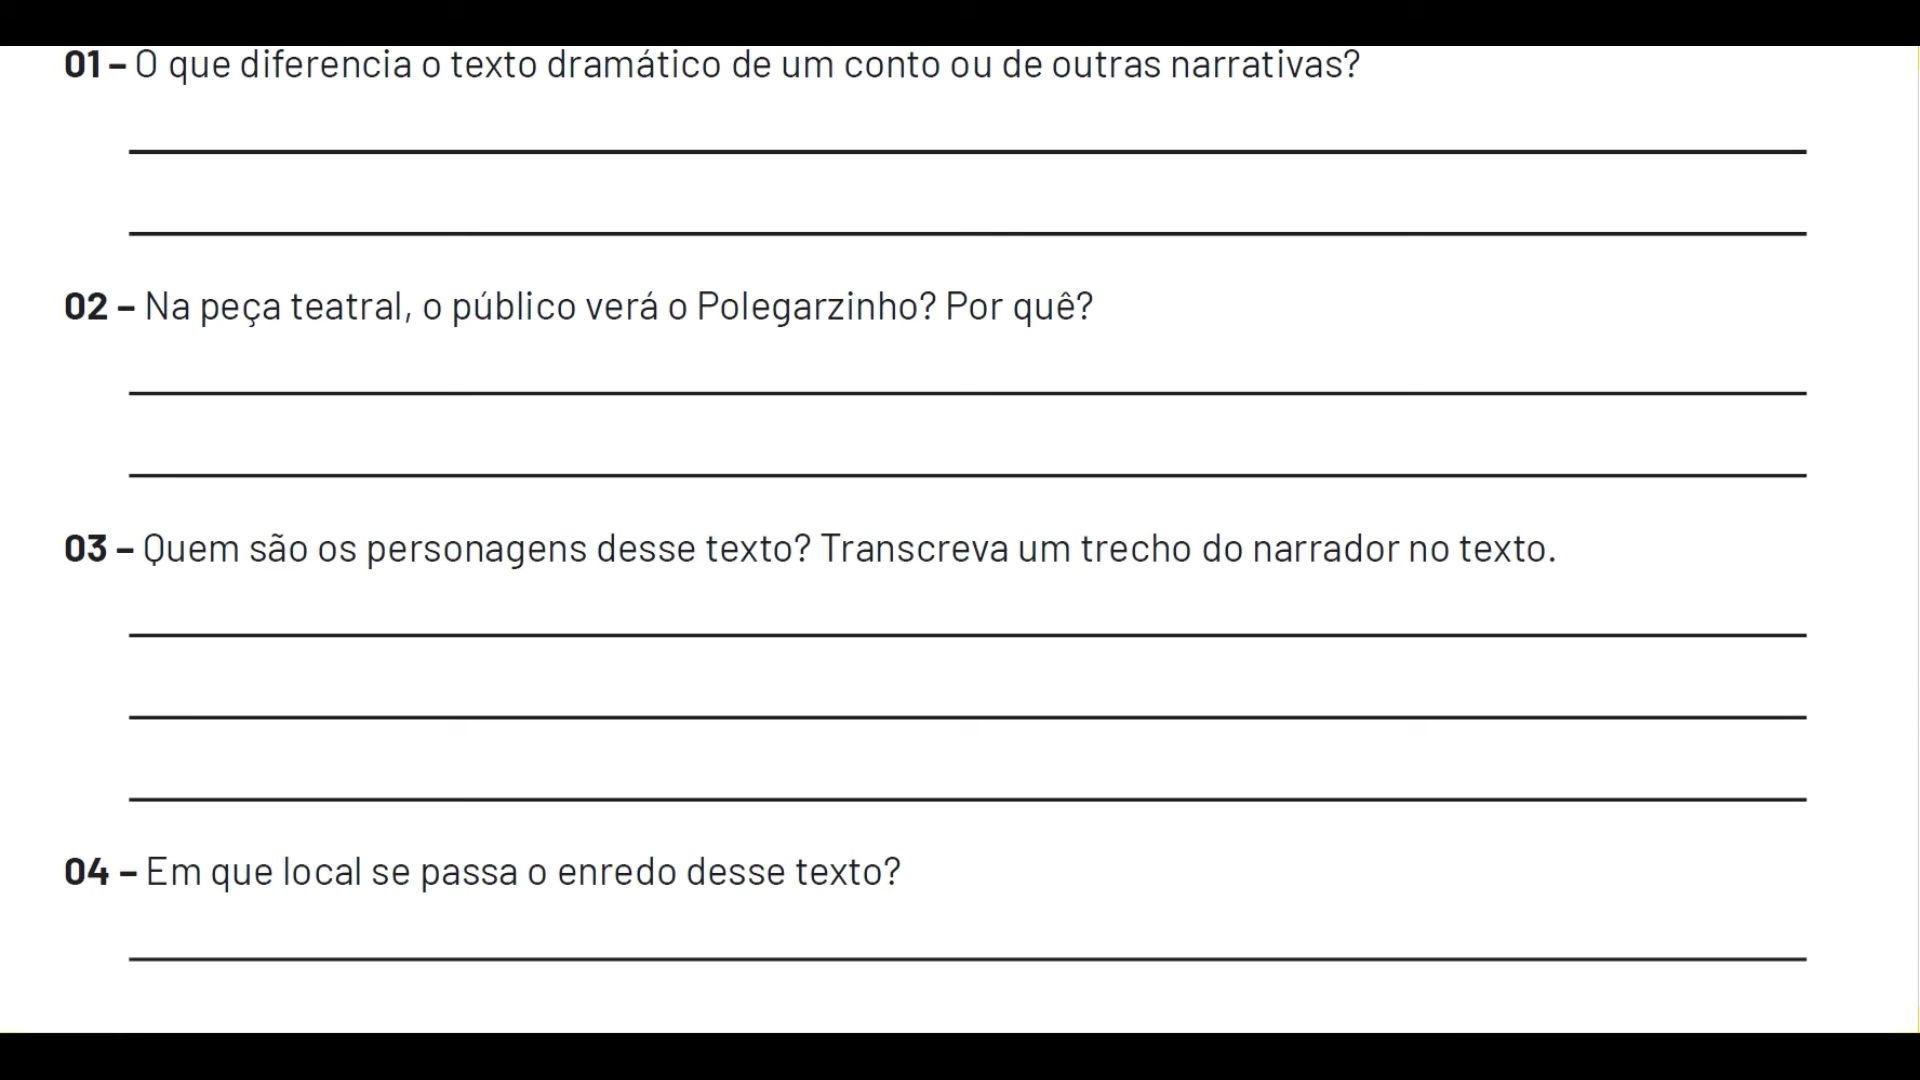 01 – O que diferencia o texto dramático de um conto ou de outras narrativas?
02 – Na peça teatral, o público verá o Polegarzinho? Por quê?
03 – Quem são os personagens desse texto? Transcreva um trecho do narrador no texto.
04 – Em que local se passa o enredo desse texto?